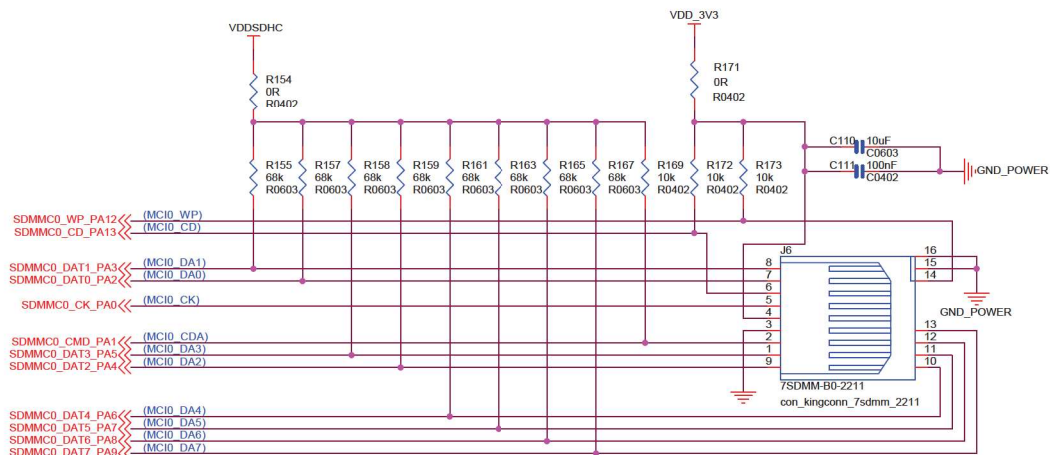 VDDSDHC
VDD_3V3
R154
0R
R0402
R171
0R
R0402
C110 10uF
C0603
C111 100nF
C0402
GND_POWER
R155
68k
R0603
R157
68k
R0603
R158
68k
R0603
R159
68k
R0603
R161
68k
R0603
R163
68k
R0603
R165
68k
R0603
R167
68k
R0603
R169
10k
R0402
R172
10k
R0402
R173
10k
R0402
SDMMC0_WP_PA12 (MCI0_WP)
SDMMC0_CD_PA13 (MCI0_CD)
SDMMC0_DAT1_PA3 (MCI0_DA1)
SDMMC0_DAT0_PA2 (MCI0_DA0)
SDMMC0_CK_PA0 (MCI0_CK)
SDMMC0_CMD_PA1 (MCI0_CDA)
SDMMC0_DAT3_PA5 (MCI0_DA3)
SDMMC0_DAT2_PA4 (MCI0_DA2)
SDMMC0_DAT4_PA6 (MCI0_DA4)
SDMMC0_DAT5_PA7 (MCI0_DA5)
SDMMC0_DAT6_PA8 (MCI0_DA6)
SDMMC0_DAT7_PA9 (MCI0_DA7)
J6
8
7
6
5
4
3
2
1
9
16
15
14
13
12
11
10
GND_POWER
7SDMM-B0-2211
con_kingconn_7sdmm_2211